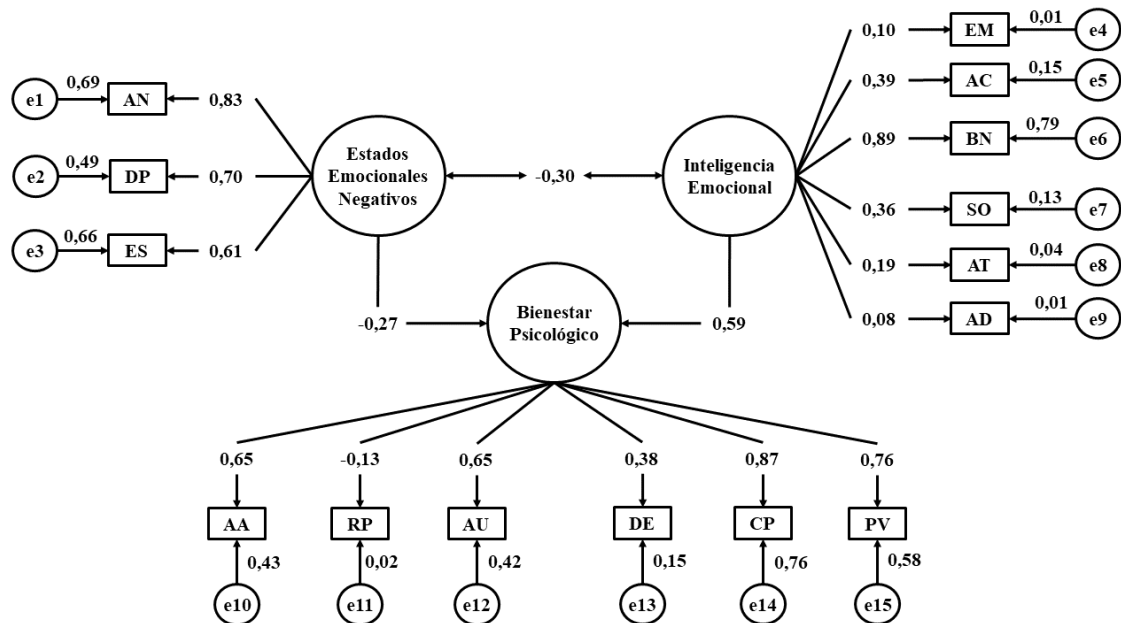 0,10 EM 0,01 e4
0,69
e1 AN 0,83
0,39 AC 0,15 e5
0,89 BN 0,79 e6
Estados
Emocionales
Negativos
-0,30
Inteligencia
Emocional
0,49
e2 DP 0,70
0,36 SO 0,13 e7
0,66
e3 ES 0,61
0,19 AT 0,04 e8
0,08 AD 0,01 e9
-0,27
Bienestar
Psicológico
0,59
0,65 -0,13 0,65 0,38 0,87 0,76
AA RP AU DE CP PV
0,43 0,02 0,42 0,15 0,76 0,58
e10 e11 e12 e13 e14 e15